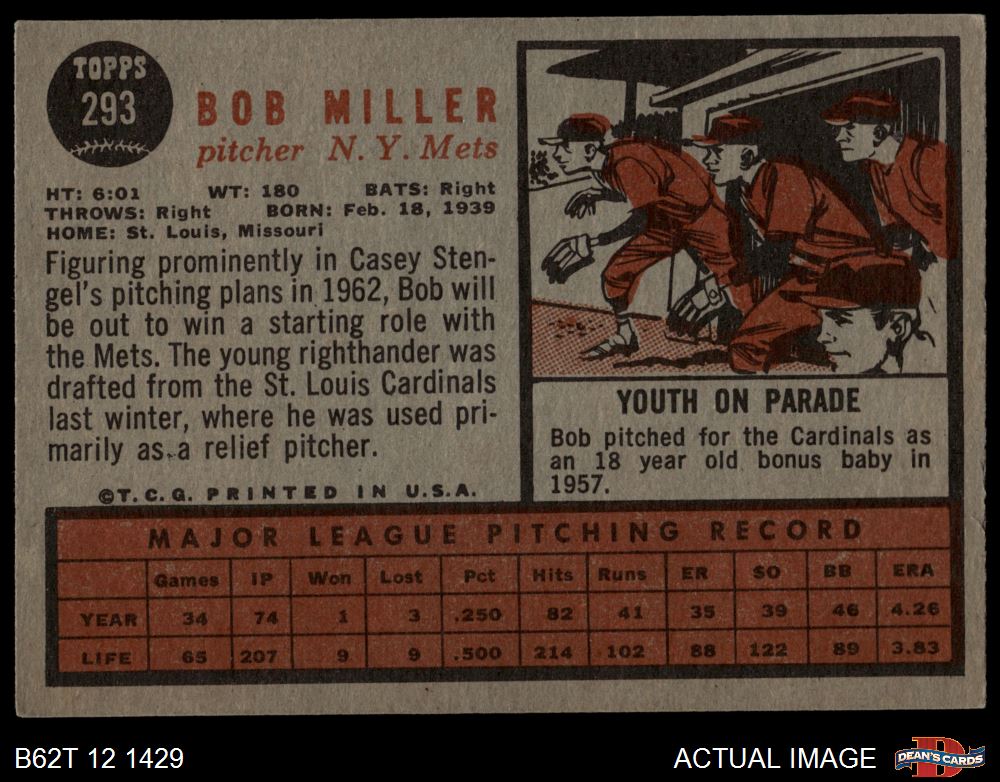 TOPPS
293
BOB MILLER
pitcher N. Y. Mets
HT: 6:01 WT: 180 BATS: Right
THROWS: Right BORN: Feb. 18, 1939
HOME: St. Louis, Missouri
Figuring prominently in Casey Sten-
gel's pitching plans in 1962, Bob will
be out to win a starting role with
the Mets. The young righthander was
drafted from the St. Louis Cardinals
last winter, where he was used pri-
marily as a relief pitcher.
©T. C. G. PRINTED IN U.S.A.
YOUTH ON PARADE
Bob pitched for the Cardinals as
an 18 year old bonus baby in
1957.
MAJOR LEAGUE PITCHING RECORD
Games IP Won Lost Pct Hits Runs ER SO BB ERA
YEAR 34 74 1 3 .250 82 41 35 39 46 4.26
LIFE 65 207 9 9 .500 214 102 88 122 89 3.83
B62T 12 1429
ACTUAL IMAGE
D
DEAN'S CARDS